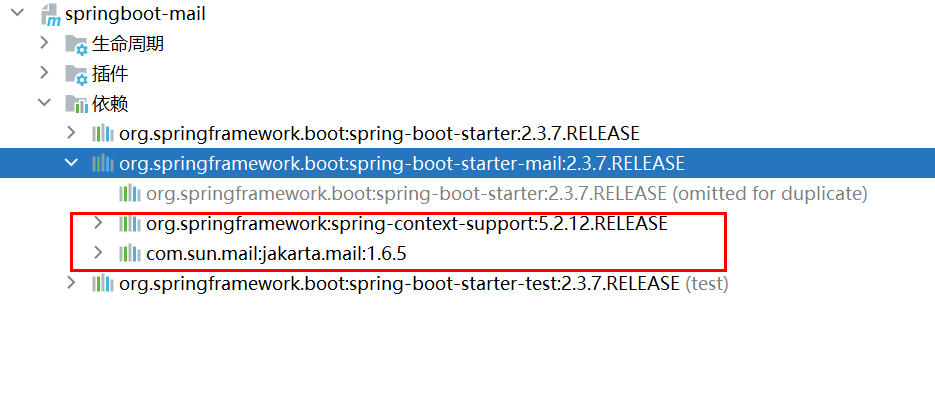 springboot-mail
生命周期
插件
依赖
org.springframework.boot:spring-boot-starter:2.3.7.RELEASE
org.springframework.boot:spring-boot-starter-mail:2.3.7.RELEASE
org.springframework.boot:spring-boot-starter:2.3.7.RELEASE (omitted for duplicate)
org.springframework:spring-context-support:5.2.12.RELEASE
com.sun.mail:jakarta.mail:1.6.5
org.springframework.boot:spring-boot-starter-test:2.3.7.RELEASE (test)